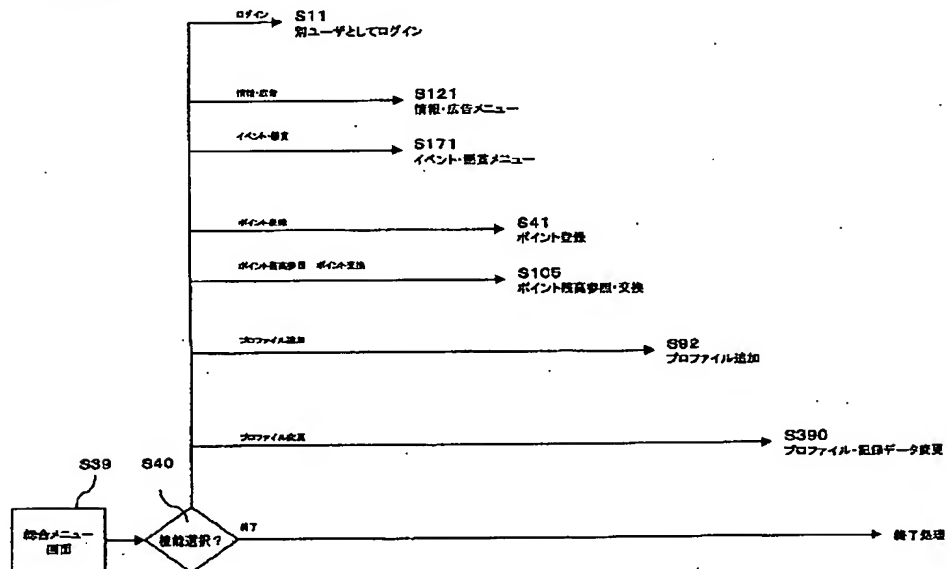 ログイン
S11
別ユーザとしてログイン
情報・広告
S121
情報・広告メニュー
イベント・懸賞
S171
イベント・懸賞メニュー
ポイント登録
S41
ポイント登録
ポイント残高参照 ポイント交換
S105
ポイント残高参照・交換
プロファイル追加
S92
プロファイル追加
プロファイル変更
S390
プロファイル・記録データ変更
S39
S40
総合メニュー
画面
機能選択?
終了
終了処理